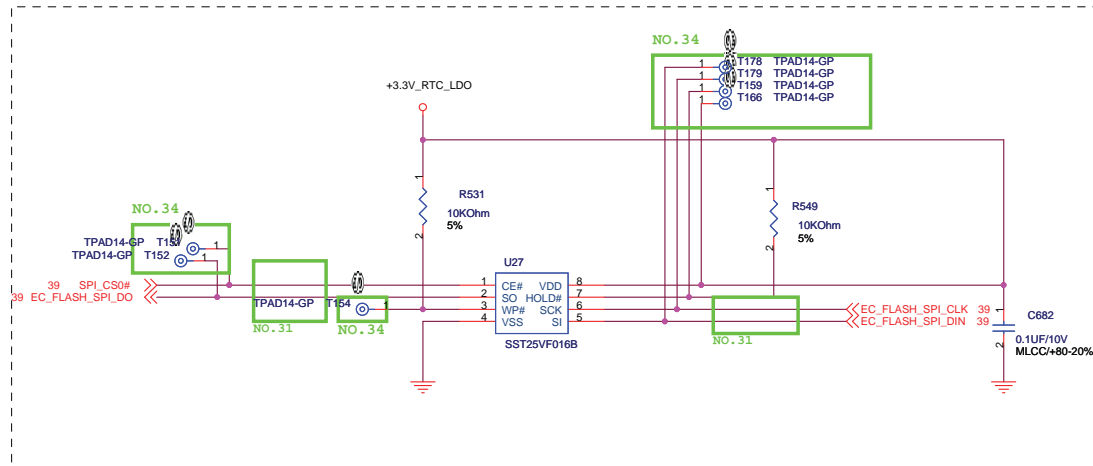 NO.34
1 T178 TPAD14-GP
1 T179 TPAD14-GP
1 T159 TPAD14-GP
1 T166 TPAD14-GP
+3.3V_RTC_LDO
1
R531
10KOhm
5%
2
1
R549
10KOhm
5%
2
NO.34
TPAD14-GP 1
TPAD14-GP T152 1
39 SPI_CS0#
39 EC_FLASH_SPI_DO
TPAD14-GP T154 1
NO.31
NO.34
U27
1 CE# VDD 8
2 SO HOLD# 7
3 WP# SCK 6
4 VSS SI 5
SST25VF016B
NO.31
EC_FLASH_SPI_CLK 39
EC_FLASH_SPI_DIN 39
1
C682
0.1UF/10V
MLCC/+80-20%
2